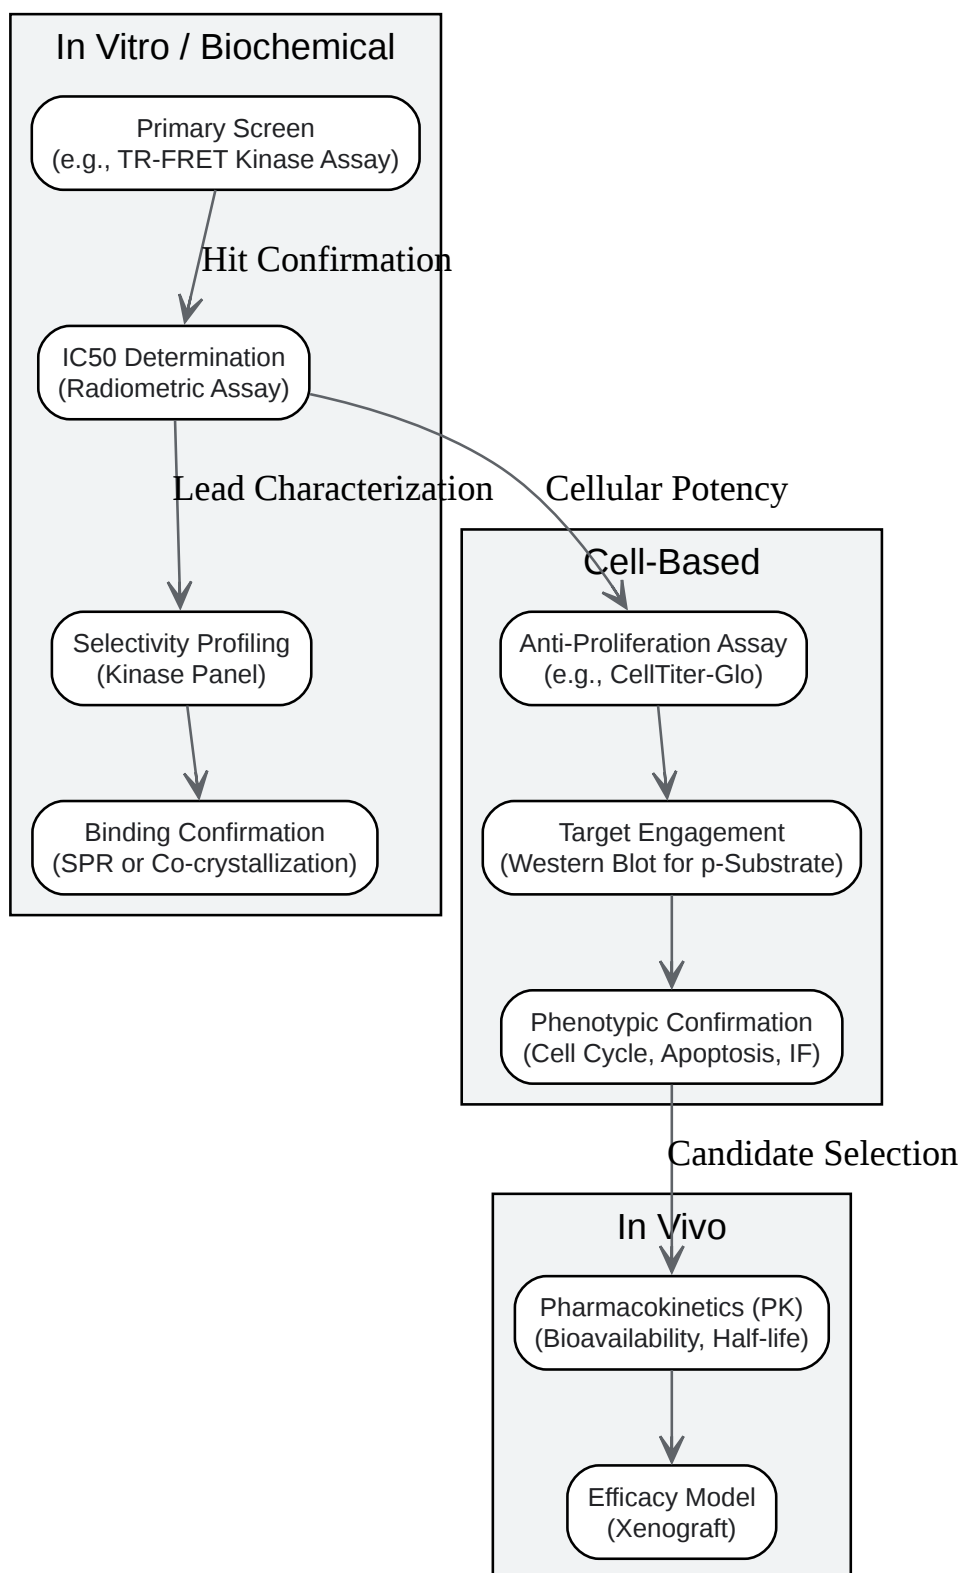 In Vitro / Biochemical
Primary Screen
(e.g., TR-FRET Kinase Assay)
Hit Confirmation
IC50 Determination
(Radiometric Assay)
Lead Characterization
Cellular Potency
Cell-Based
Selectivity Profiling
(Kinase Panel)
Anti-Proliferation Assay
(e.g., CellTiter-Glo)
Binding Confirmation
(SPR or Co-crystallization)
Target Engagement
(Western Blot for p-Substrate)
Phenotypic Confirmation
(Cell Cycle, Apoptosis, IF)
Candidate Selection
In Vivo
Pharmacokinetics (PK)
(Bioavailability, Half-life)
Efficacy Model
(Xenograft)